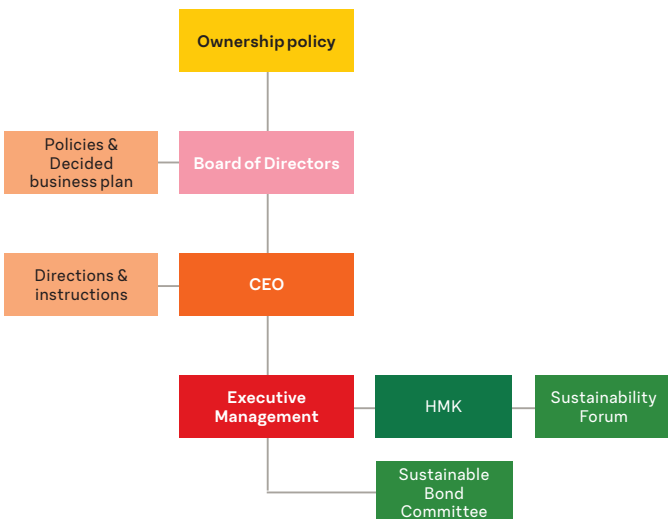 Ownership policy
Policies &
Decided
business plan
Board of Directors
Directions &
instructions
CEO
Executive
Management
HMK
Sustainability
Forum
Sustainable
Bond
Committee